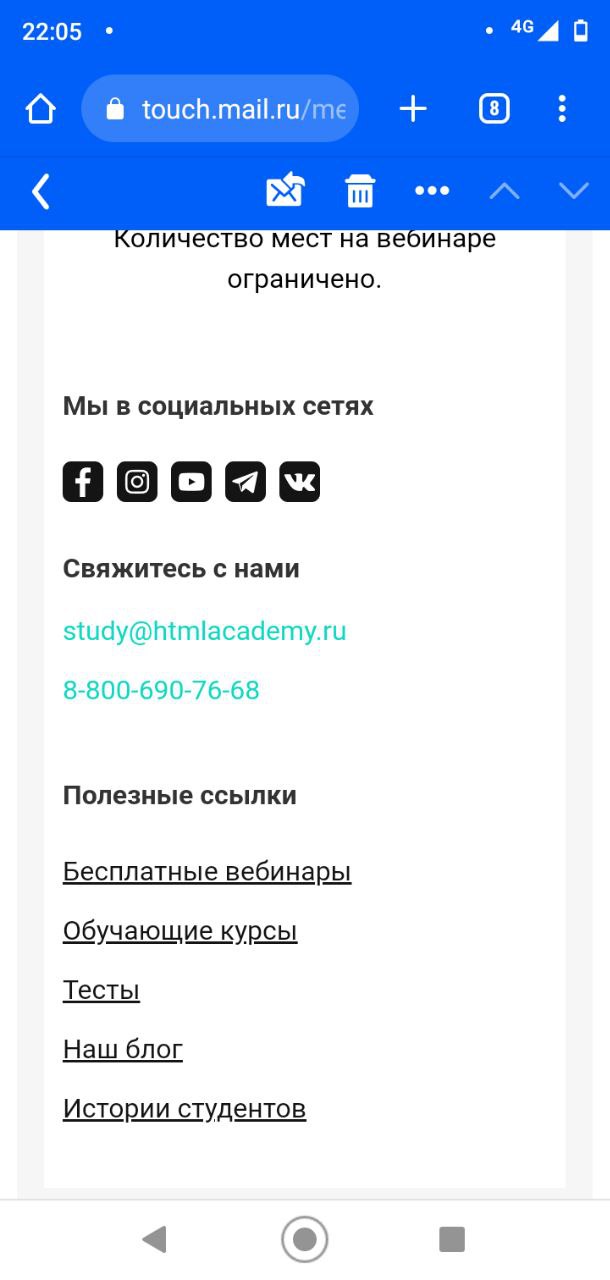 22:05
4G
touch.mail.ru/me
8
Количество мест на вебинаре
ограничено.
Мы в социальных сетях
Свяжитесь с нами
study@htmlacademy.ru
8-800-690-76-68
Полезные ссылки
Бесплатные вебинары
Обучающие курсы
Тесты
Наш блог
Истории студентов